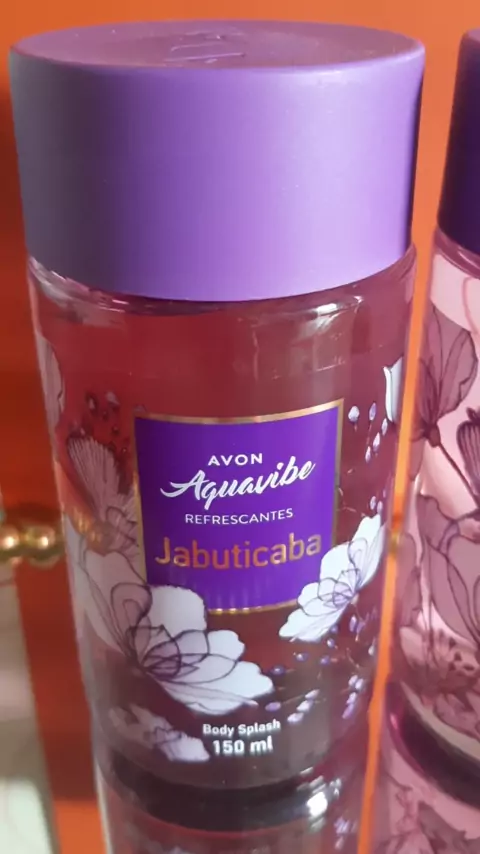 AVON
Aquavibe
REFRESCANTES
Jabuticaba
Body Splash
150 ml